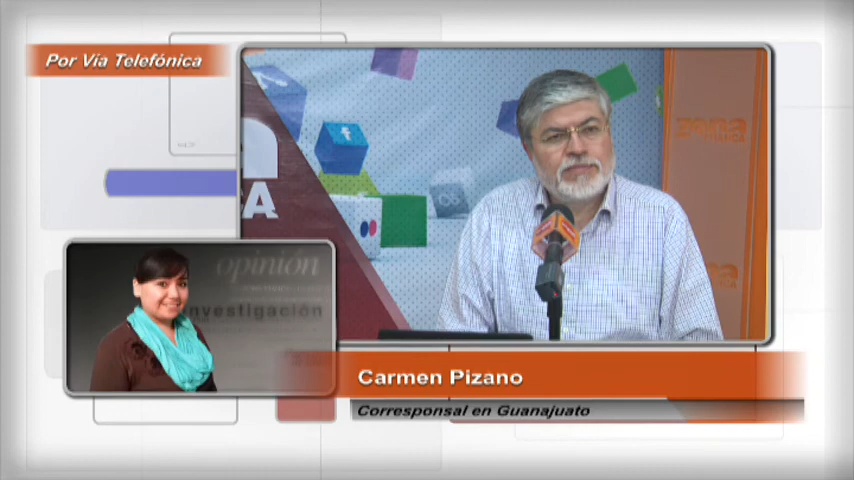 Por Vía Telefónica
opinión
investigación
Carmen Pizano
Corresponsal en Guanajuato